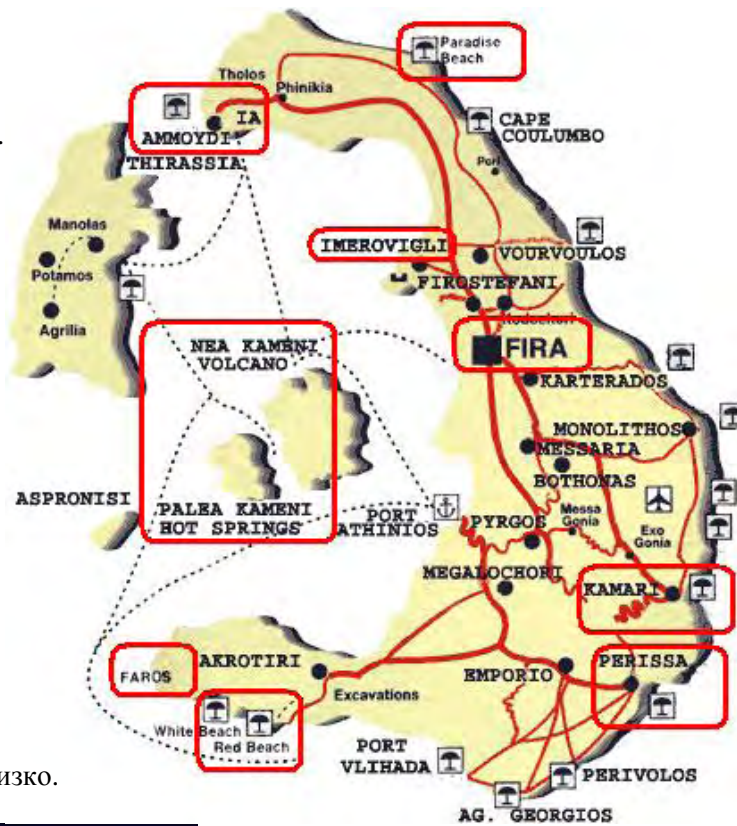 Paradise
Beach
Tholos
Phinikia
IA
AMMOYDI
THIRASSIA
CAPE
COULUMBO
Pori
Manolas
Potamos
Agrilia
IMEROVIGLI
VOURVOULOS
FIROSTEFANI
NEA KAMENI
VOLCANO
FIRA
KARTERADOS
MONOLITHOS
MESSARIA
BOTHONAS
ASPRONISI
PALEA KAMENI
HOT SPRINGS
PORT
ATHINIOS
PYRGOS
Messa
Gonia
Exo
Gonia
MEGALOCHORI
KAMARI
FAROS
AKROTIRI
Excavations
EMPORIO
PERISSA
White Beach
Red Beach
PORT
VLIHADA
PERIVOLOS
AG. GEORGIOS
изко.